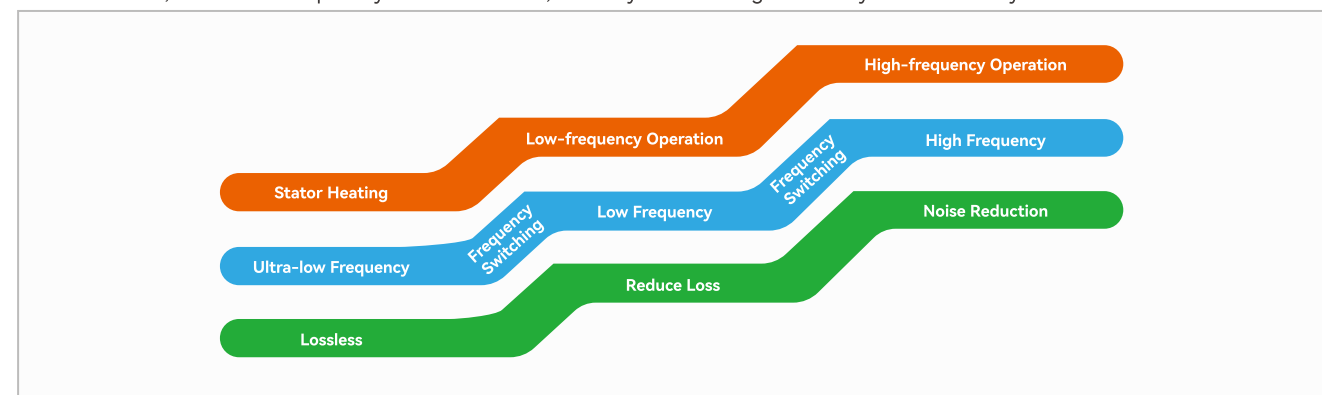 High-frequency Operation
Low-frequency Operation
Stator Heating
High Frequency
Frequency
Switching
Low Frequency
Frequency
Switching
Ultra-low Frequency
Noise Reduction
Reduce Loss
Lossless